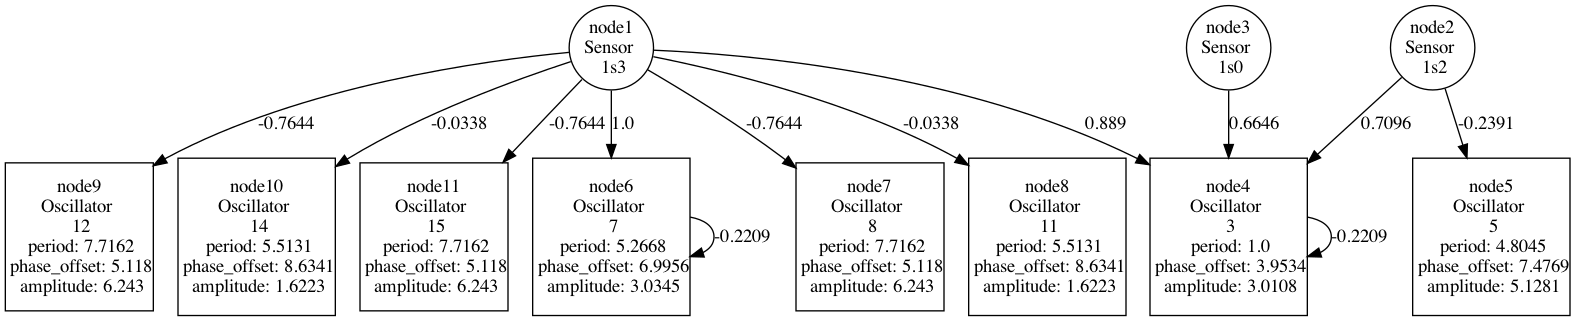 node1
Sensor
1s3
node3
Sensor
1s0
node2
Sensor
1s2
-0.7644
-0.0338
-0.7644
1.0
-0.7644
-0.0338
0.889
0.6646
0.7096
-0.2391
node9
Oscillator
12
period: 7.7162
phase_offset: 5.118
amplitude: 6.243
node10
Oscillator
14
period: 5.5131
phase_offset: 8.6341
amplitude: 1.6223
node11
Oscillator
15
period: 7.7162
phase_offset: 5.118
amplitude: 6.243
node6
Oscillator
7
period: 5.2668
phase_offset: 6.9956
amplitude: 3.0345
-0.2209
node7
Oscillator
8
period: 7.7162
phase_offset: 5.118
amplitude: 6.243
node8
Oscillator
11
period: 5.5131
phase_offset: 8.6341
amplitude: 1.6223
node4
Oscillator
3
period: 1.0
phase_offset: 3.9534
amplitude: 3.0108
-0.2209
node5
Oscillator
5
period: 4.8045
phase_offset: 7.4769
amplitude: 5.1281